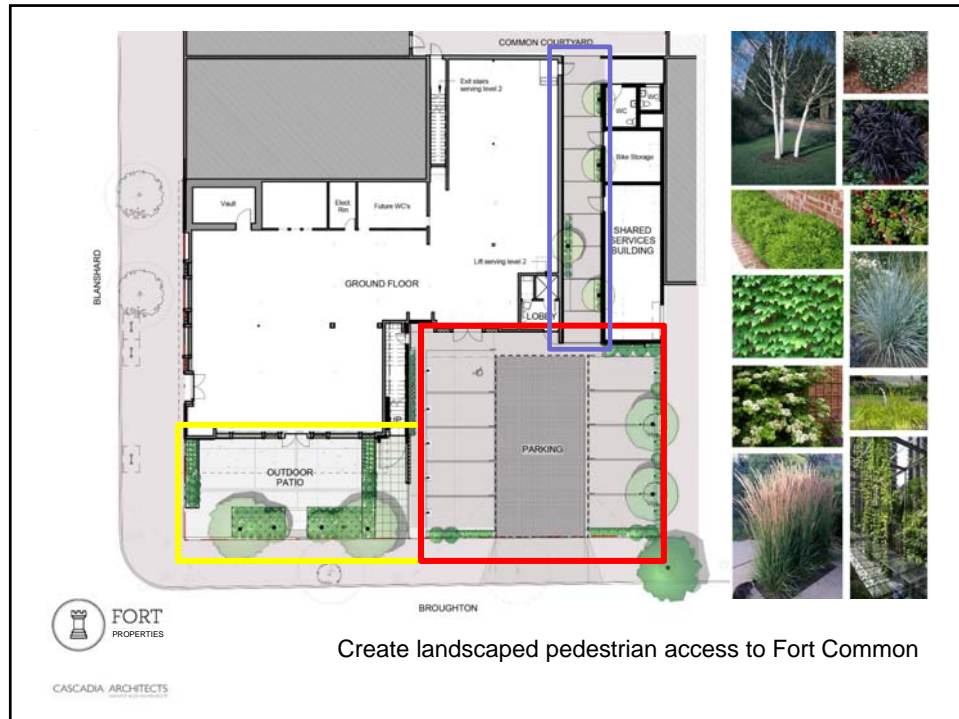 COMMON COURTYARD
Exit stairs
serving level 2
WC
WC
Bike Storage
Vault
Elect.
Rm
Future WC's
SHARED
SERVICES
BUILDING
Lift serving level 2
BLANSHARD
GROUND FLOOR
LOBBY
UP
PARKING
OUTDOOR
PATIO
BROUGHTON
FORT
PROPERTIES
Create landscaped pedestrian access to Fort Common
CASCADIA ARCHITECTS